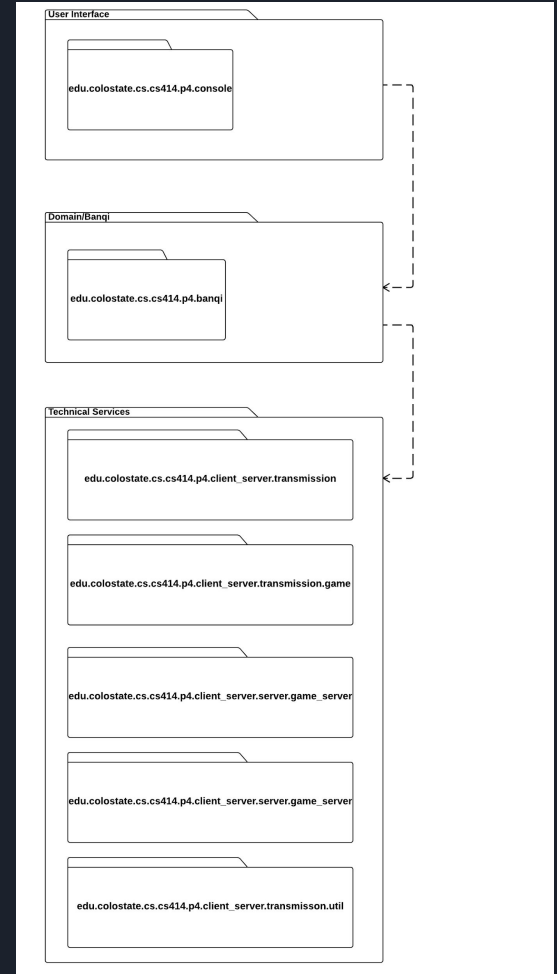 User Interface
edu.colostate.cs.cs414.p4.console
Domain/Banqi
edu.colostate.cs.cs414.p4.banqi
Technical Services
edu.colostate.cs.cs414.p4.client_server.transmission
edu.colostate.cs.cs414.p4.client_server.transmission.game
edu.colostate.cs.cs414.p4.client_server.server.game_server
edu.colostate.cs.cs414.p4.client_server.server.game_server
edu.colostate.cs.cs414.p4.client_server.transmisson.util